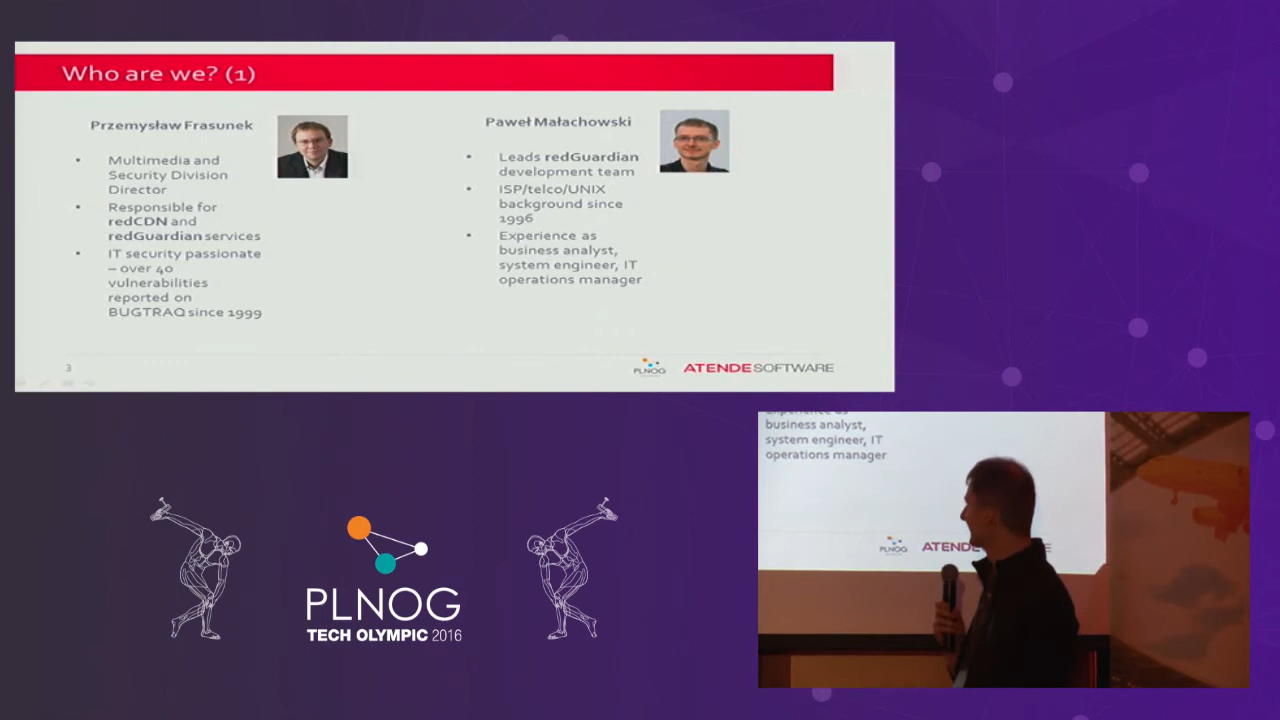 Who are we? (1)
Przemysław Frasunek
• Multimedia and
Security Division
Director
• Responsible for
redCDN and
redGuardian services
• IT security passionate
– over 40
vulnerabilities
reported on
BUGTRAQ since 1999
Paweł Małachowski
• Leads redGuardian
development team
• ISP/telco/UNIX
background since
1996
• Experience as
business analyst,
system engineer, IT
operations manager
3
PLNOG
ATENDESOFTWARE
Experience as
business analyst,
system engineer, IT
operations manager
PLNOG
ATENDE
PLNOG
TECH OLYMPIC 2016